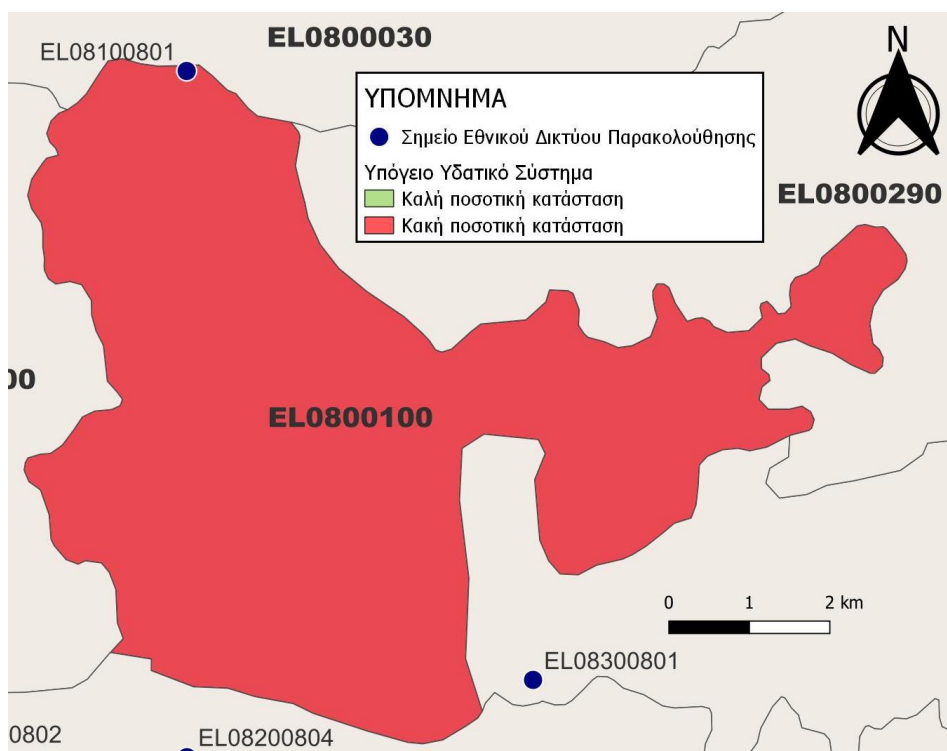 EL0800030
EL08100801
N
ΥΠΟΜΝΗΜΑ
Σημείο Εθνικού Δικτύου Παρακολούθησης
Υπόγειο Υδατικό Σύστημα
Καλή ποσοτική κατάσταση
Κακή ποσοτική κατάσταση
EL0800290
00
EL0800100
0 1 2 km
EL08300801
0802
EL08200804